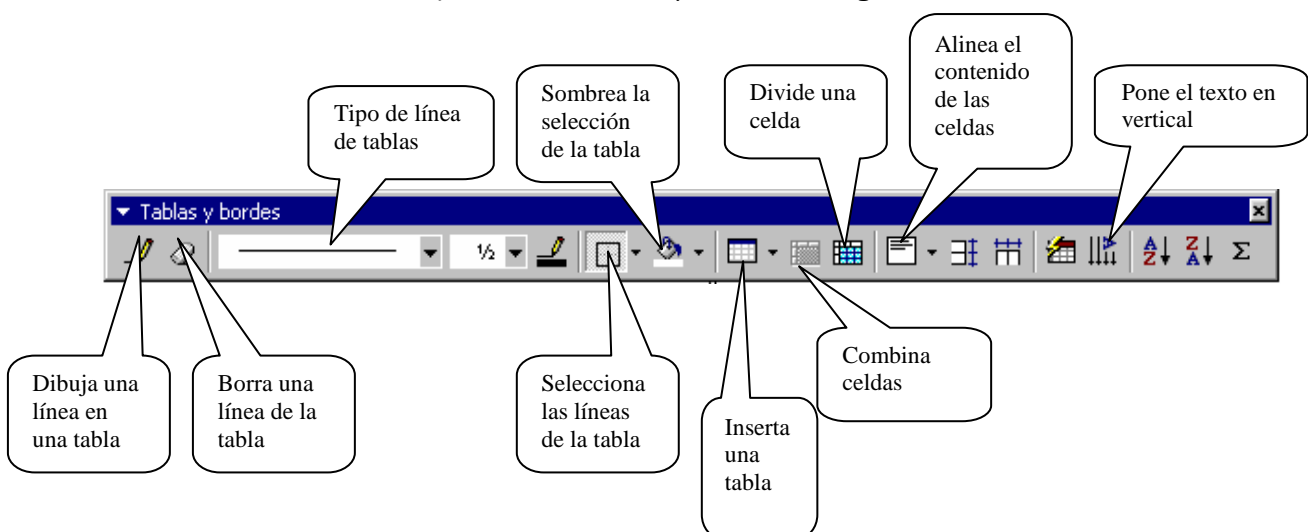 Alinea el
contenido
de las
celdas
Tipo de línea
de tablas
Sombrea la
selección
de la tabla
Divide una
celda
Pone el texto en
vertical
Tablas y bordes
½
A
Z
Z
A
Σ
Dibuja una
línea en
una tabla
Borra una
línea de la
tabla
Selecciona
las líneas
de la tabla
Inserta
una
tabla
Combina
celdas